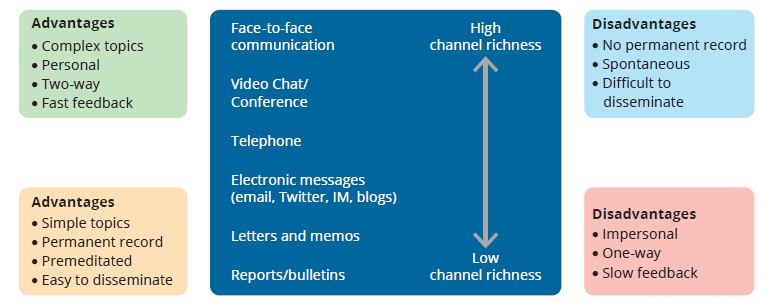 Advantages
• Complex topics
• Personal
• Two-way
• Fast feedback
Advantages
• Simple topics
• Permanent record
• Premeditated
• Easy to disseminate
Face-to-face
communication
Video Chat/
Conference
Telephone
Electronic messages
(email, Twitter, IM, blogs)
Letters and memos
Reports/bulletins
High
channel richness
Low
channel richness
Disadvantages
• No permanent record
• Spontaneous
• Difficult to
disseminate
Disadvantages
• Impersonal
• One-way
• Slow feedback